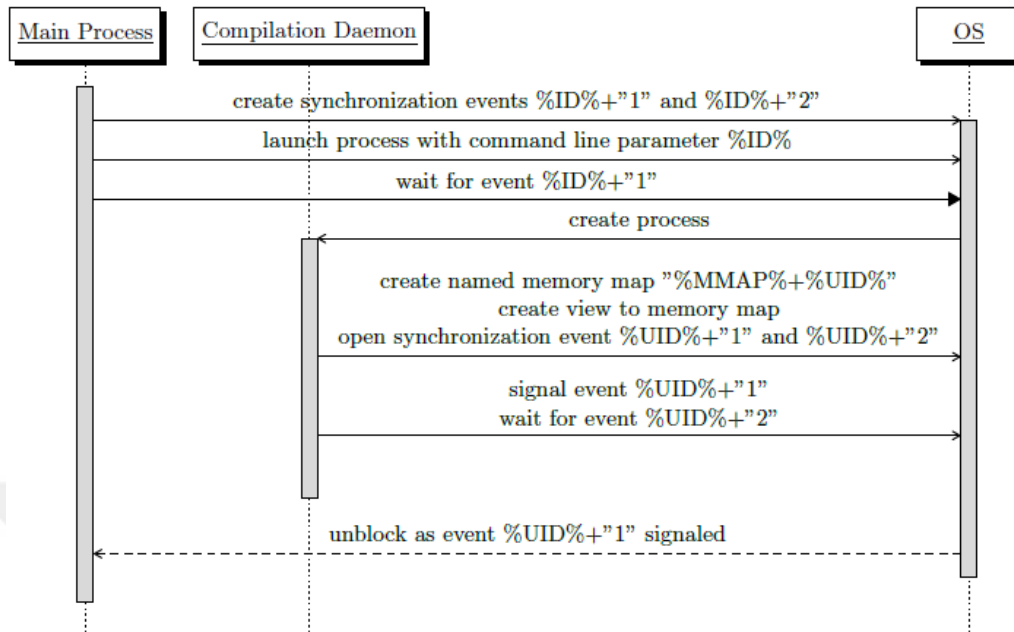 Main Process
Compilation Daemon
OS
create synchronization events %ID%+"1" and %ID%+"2"
launch process with command line parameter %ID%
wait for event %ID%+"1"
create process
create named memory map "%MMAP%+%UID%"
create view to memory map
open synchronization event %UID%+"1" and %UID%+"2"
signal event %UID%+"1"
wait for event %UID%+"2"
unblock as event %UID%+"1" signaled